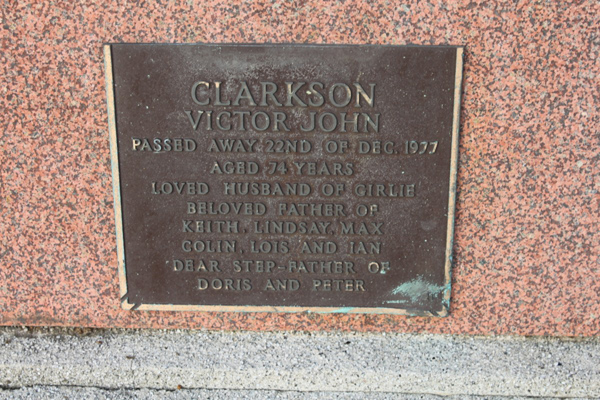 CLARKSON
VICTOR JOHN
PASSED AWAY 22ND OF DEC. 1977
AGED 74 YEARS
LOVED HUSBAND OF GIRLIE
BELOVED FATHER OF
KEITH, LINDSAY, MAX
COLIN, LOIS AND IAN
DEAR STEP-FATHER OF
DORIS AND PETER